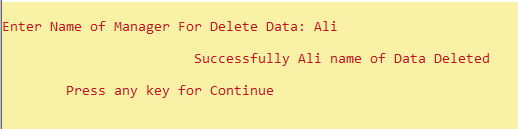 Enter Name of Manager For Delete Data: Ali
Successfully Ali name of Data Deleted
Press any key for Continue